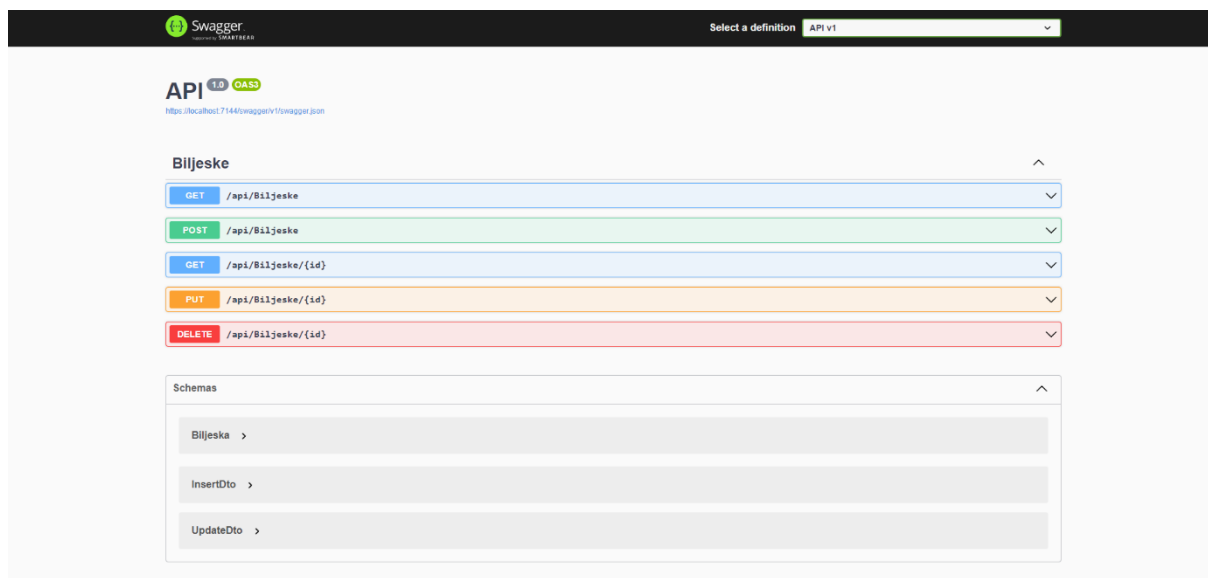 Swagger.
Supported by SMARTBEAR
Select a definition
API v1
API 1.0 OAS3
https://localhost:7144/swagger/v1/swagger.json
Biljeske
GET /api/Biljeske
POST /api/Biljeske
GET /api/Biljeske/{id}
PUT /api/Biljeske/{id}
DELETE /api/Biljeske/{id}
Schemas
Biljeska
InsertDto
UpdateDto